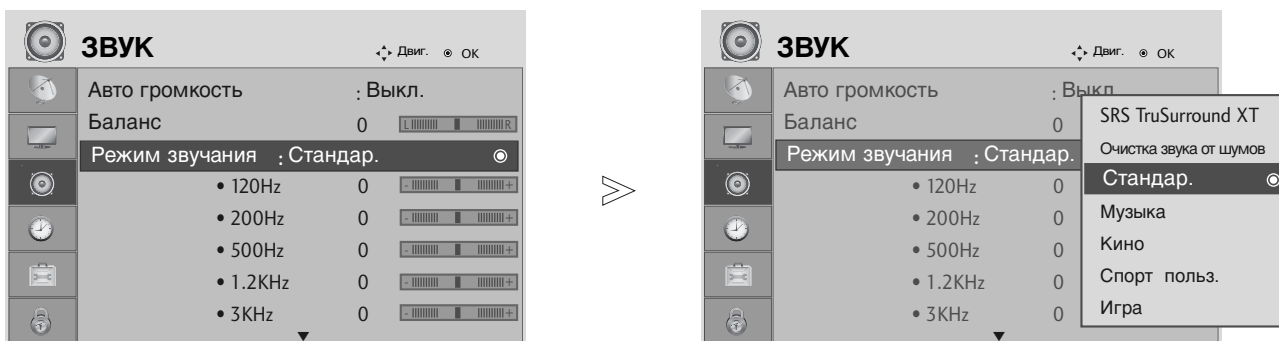 ЗВУК
Двиг. OK
Авто громкость : Выкл.
Баланс 0 L R
Режим звучания : Стандар.
• 120Hz 0 - +
• 200Hz 0 - +
• 500Hz 0 - +
• 1.2KHz 0 - +
• 3KHz 0 - +
ЗВУК
Двиг. OK
Авто громкость : Выкл
Баланс 0
Режим звучания : Стандар.
• 120Hz 0
• 200Hz 0
• 500Hz 0
• 1.2KHz 0
• 3KHz 0
SRS TruSurround XT
Очистка звука от шумов
Стандар.
Музыка
Кино
Спорт польз.
Игра